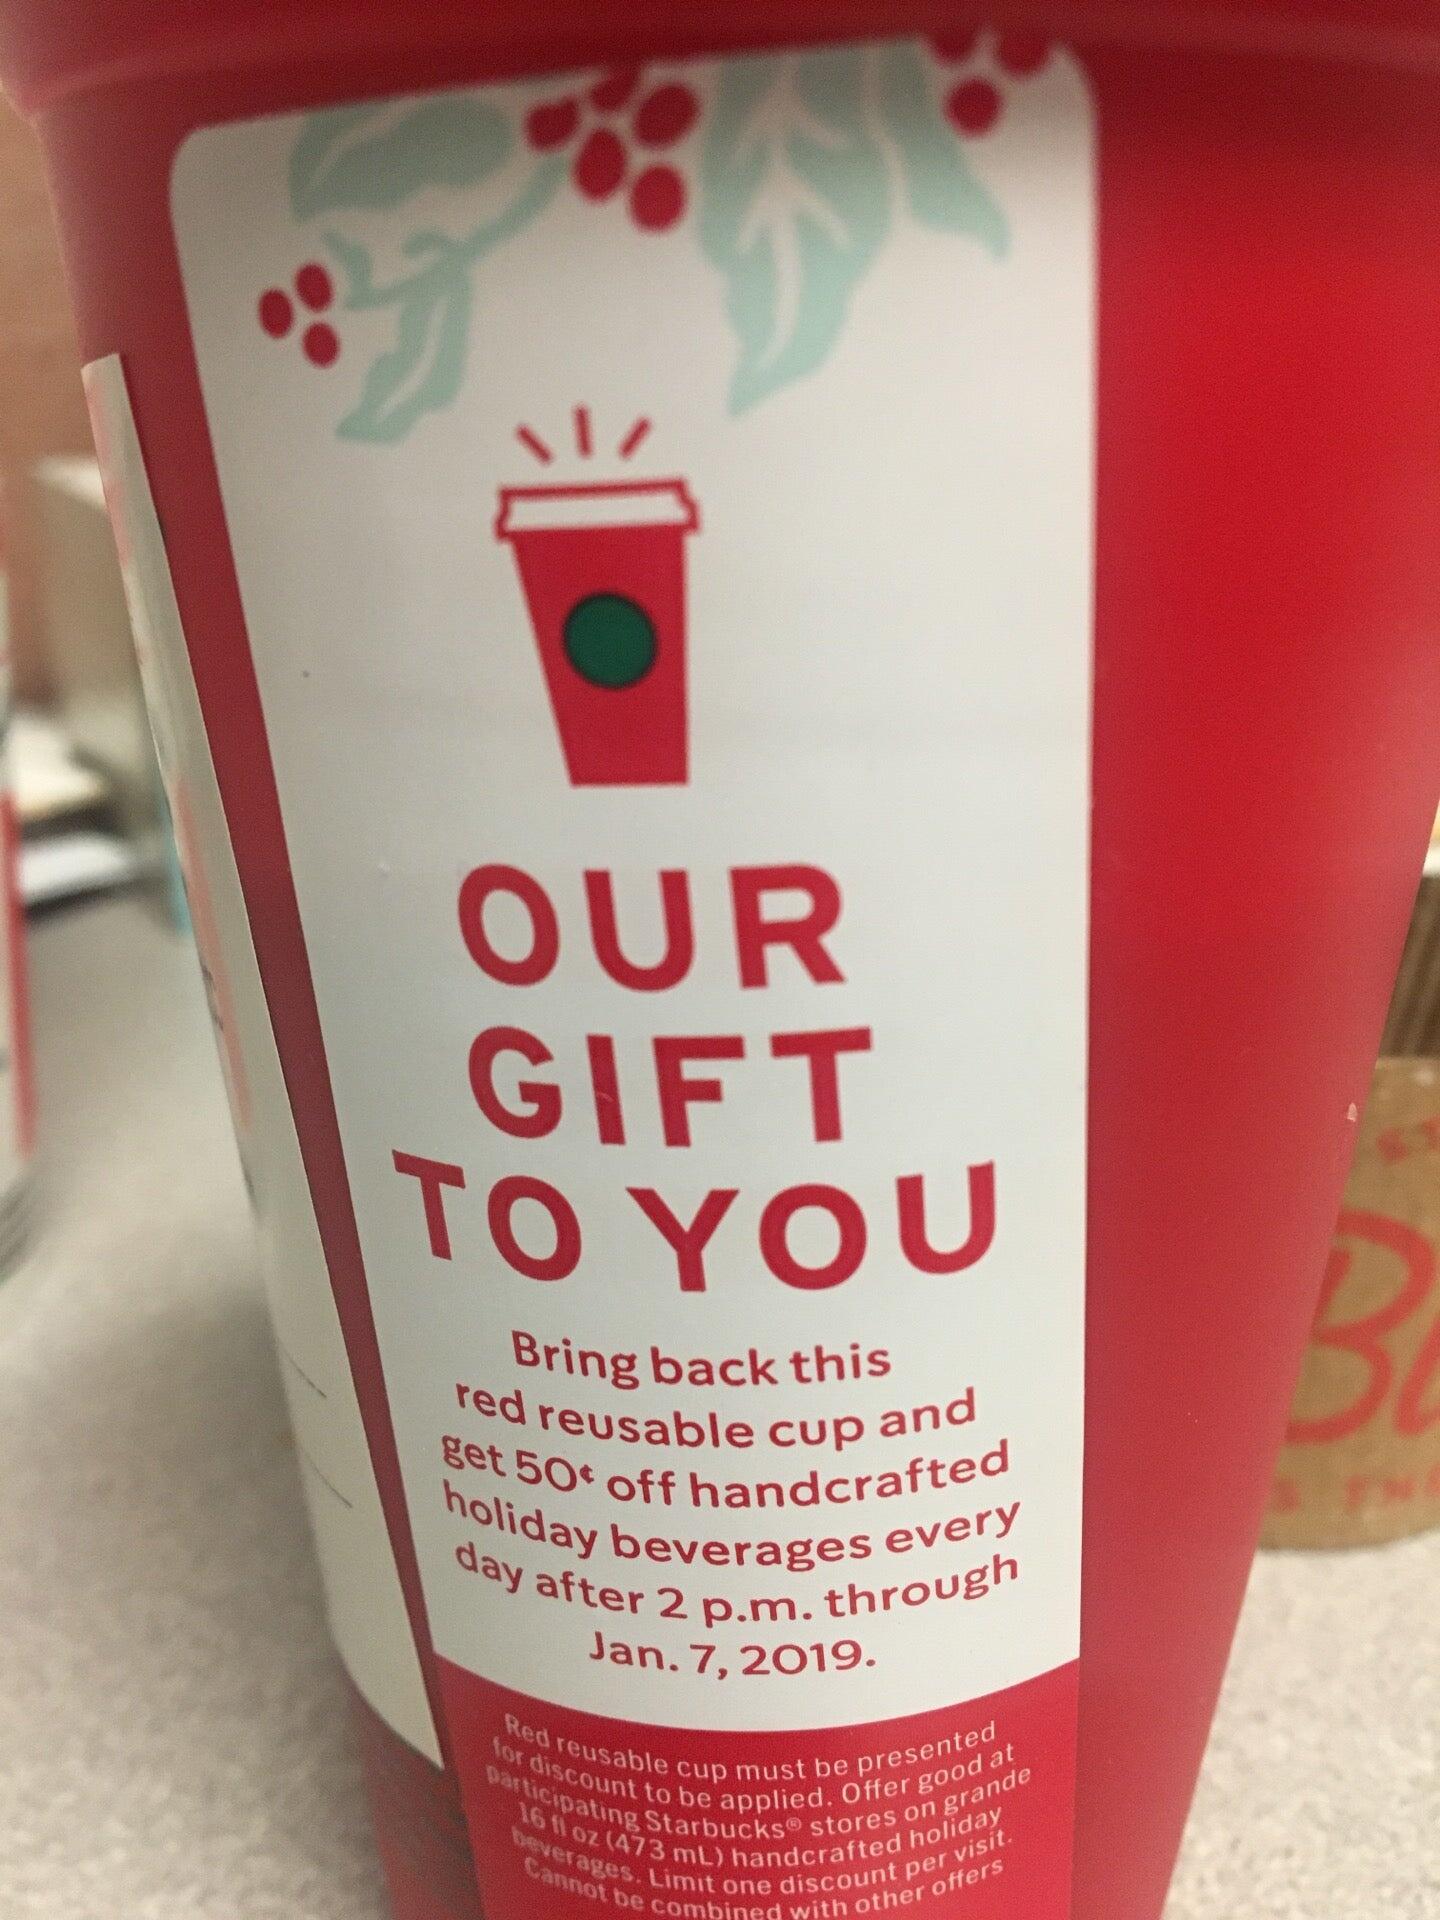 OUR
GIFT
TO YOU
Bring back this
red reusable cup and
get 50¢ off handcrafted
holiday beverages every
day after 2 p.m. through
Jan. 7, 2019.
Red reusable cup must be presented
for discount to be applied. Offer good at
participating Starbucks® stores on grande
16 fl oz (473 mL) handcrafted holiday
beverages. Limit one discount per visit.
Cannot be combined with other offers